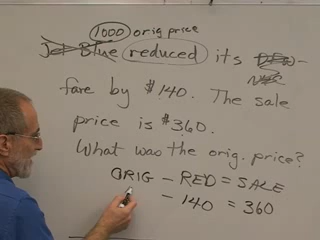 1000 orig price
Jet Blue reduced its
fare by $140. The sale
price is $360.
What was the orig. price?
ORIG - RED = SALE
- 140 = 360